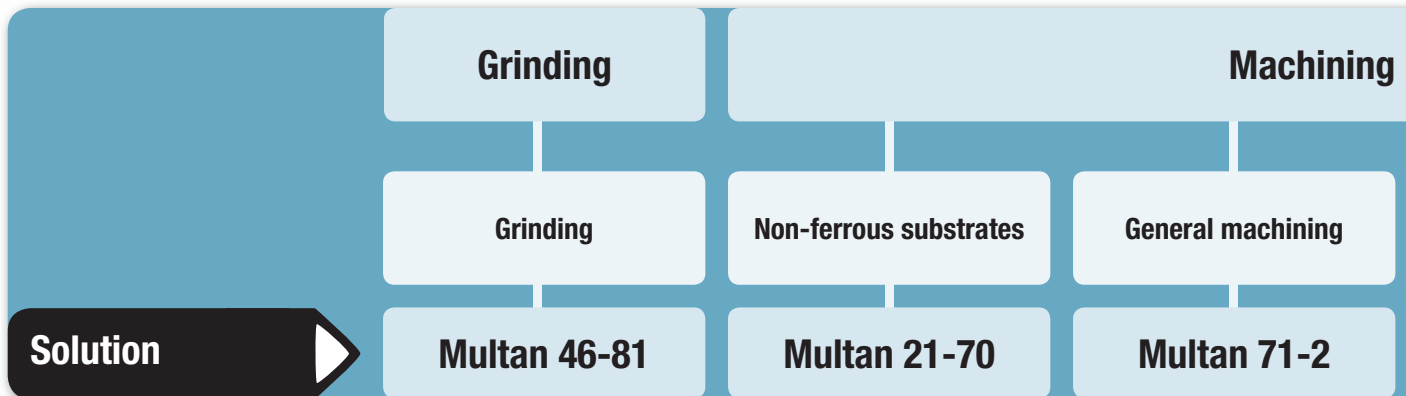 Grinding
Machining
Grinding
Non-ferrous substrates
General machining
Solution
Multan 46-81
Multan 21-70
Multan 71-2